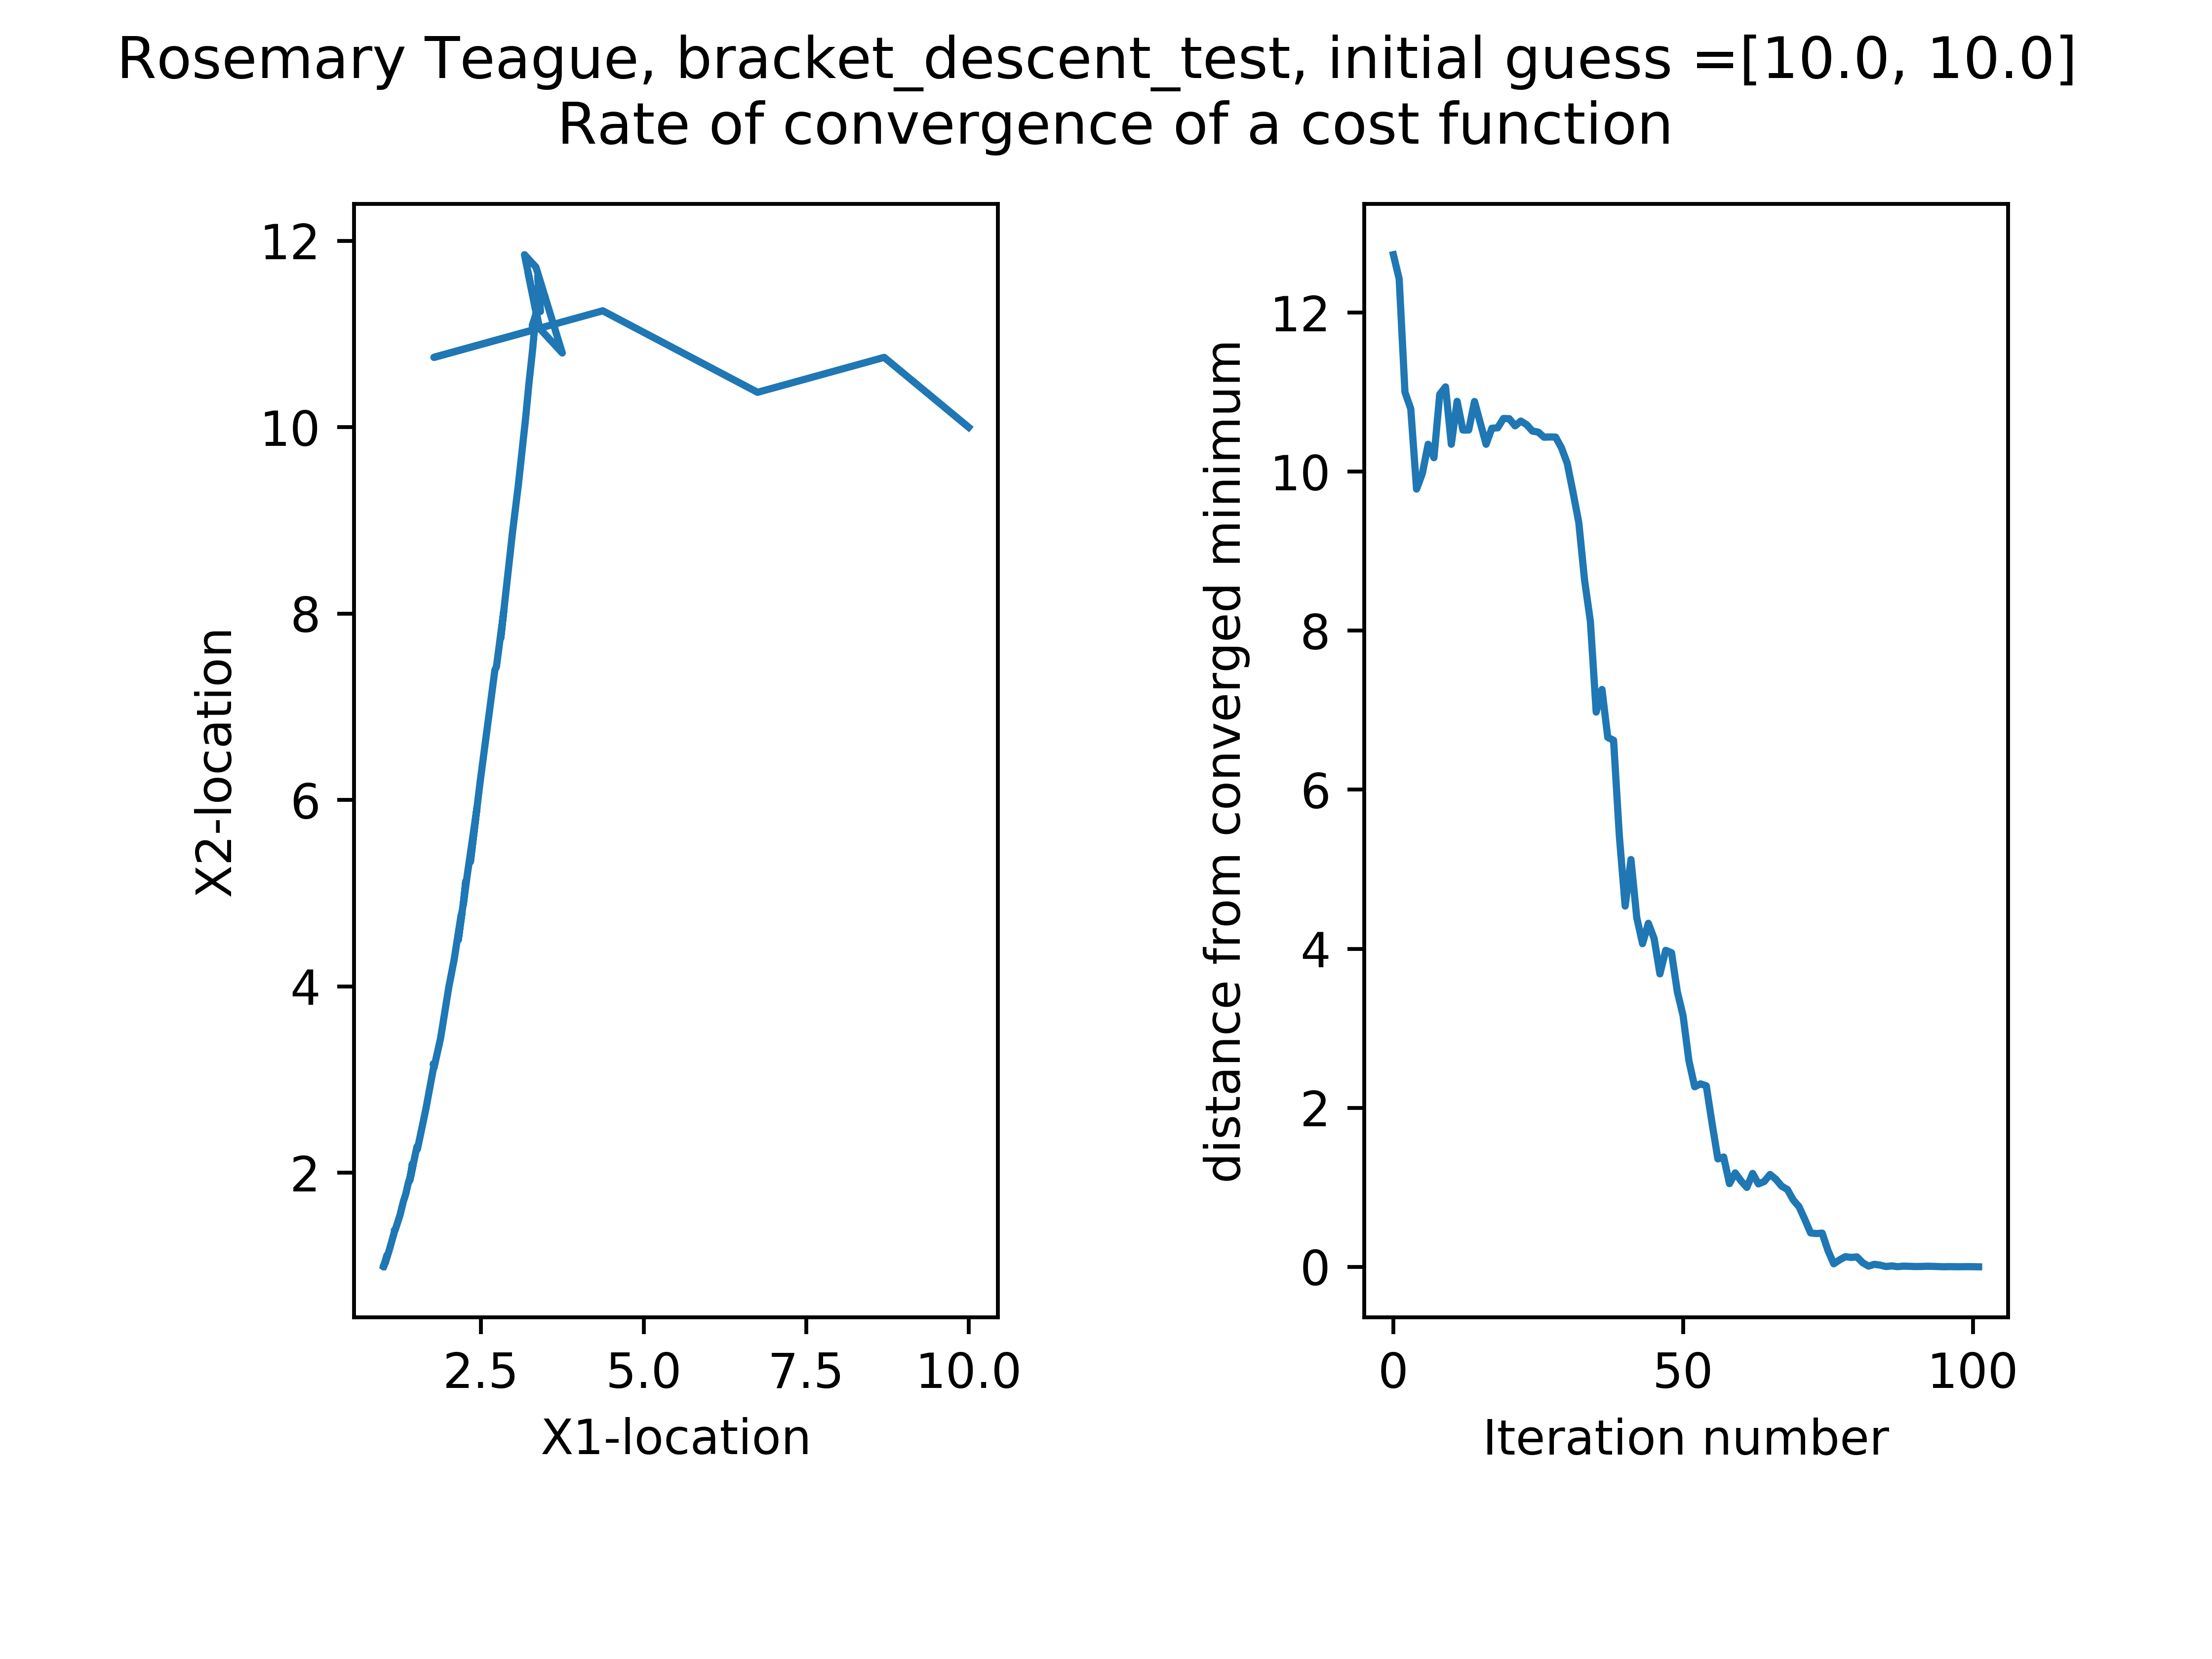 Rosemary Teague, bracket_descent_test, initial guess =[10.0, 10.0]
Rate of convergence of a cost function
12
10
8
6
4
2
X2-location
2.5 5.0 7.5 10.0
X1-location
12
10
8
6
4
2
0
distance from converged minimum
0 50 100
Iteration number